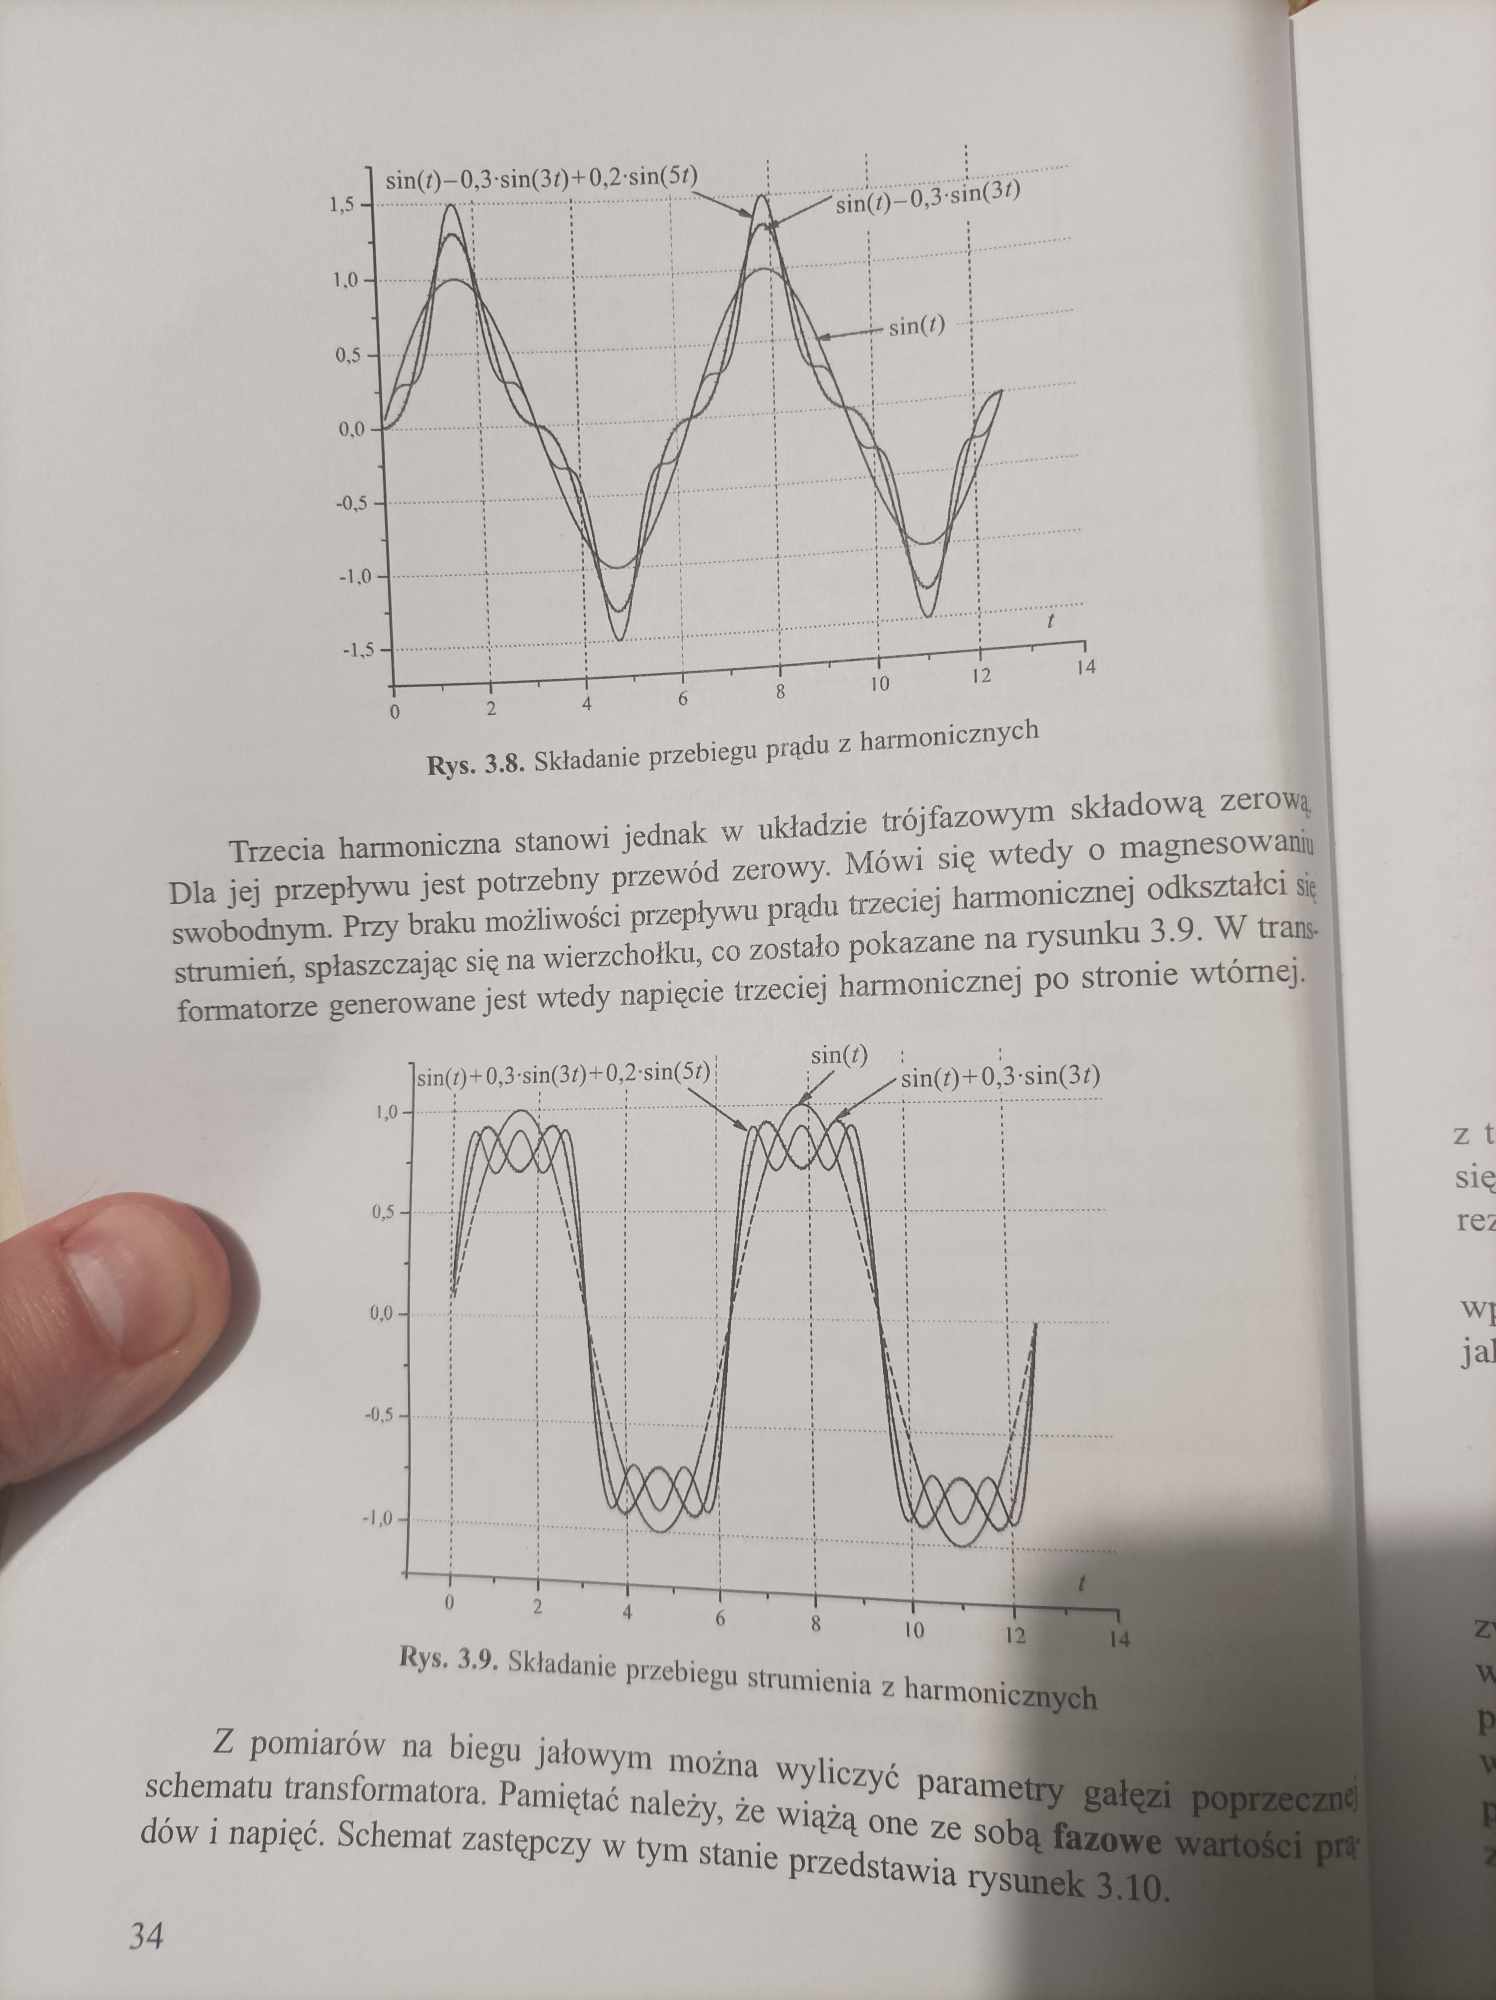 sin(t)–0,3·sin(3t)+0,2·sin(5t)
sin(t)–0,3·sin(3t)
sin(t)
1,5
1,0
0,5
0,0
-0,5
-1,0
-1,5
t
0 2 4 6 8 10 12 14
Rys. 3.8. Składanie przebiegu prądu z harmonicznych
Trzecia harmoniczna stanowi jednak w układzie trójfazowym składową zerową.
Dla jej przepływu jest potrzebny przewód zerowy. Mówi się wtedy o magnesowaniu
swobodnym. Przy braku możliwości przepływu prądu trzeciej harmonicznej odkształci się
strumień, spłaszczając się na wierzchołku, co zostało pokazane na rysunku 3.9. W trans-
formatorze generowane jest wtedy napięcie trzeciej harmonicznej po stronie wtórnej.
sin(t)+0,3·sin(3t)+0,2·sin(5t)
sin(t)
sin(t)+0,3·sin(3t)
1,0
0,5
0,0
-0,5
-1,0
t
0 2 4 6 8 10 12 14
Rys. 3.9. Składanie przebiegu strumienia z harmonicznych
Z pomiarów na biegu jałowym można wyliczyć parametry gałęzi poprzecznej
schematu transformatora. Pamiętać należy, że wiążą one ze sobą fazowe wartości prą-
dów i napięć. Schemat zastępczy w tym stanie przedstawia rysunek 3.10.
34
z t
się